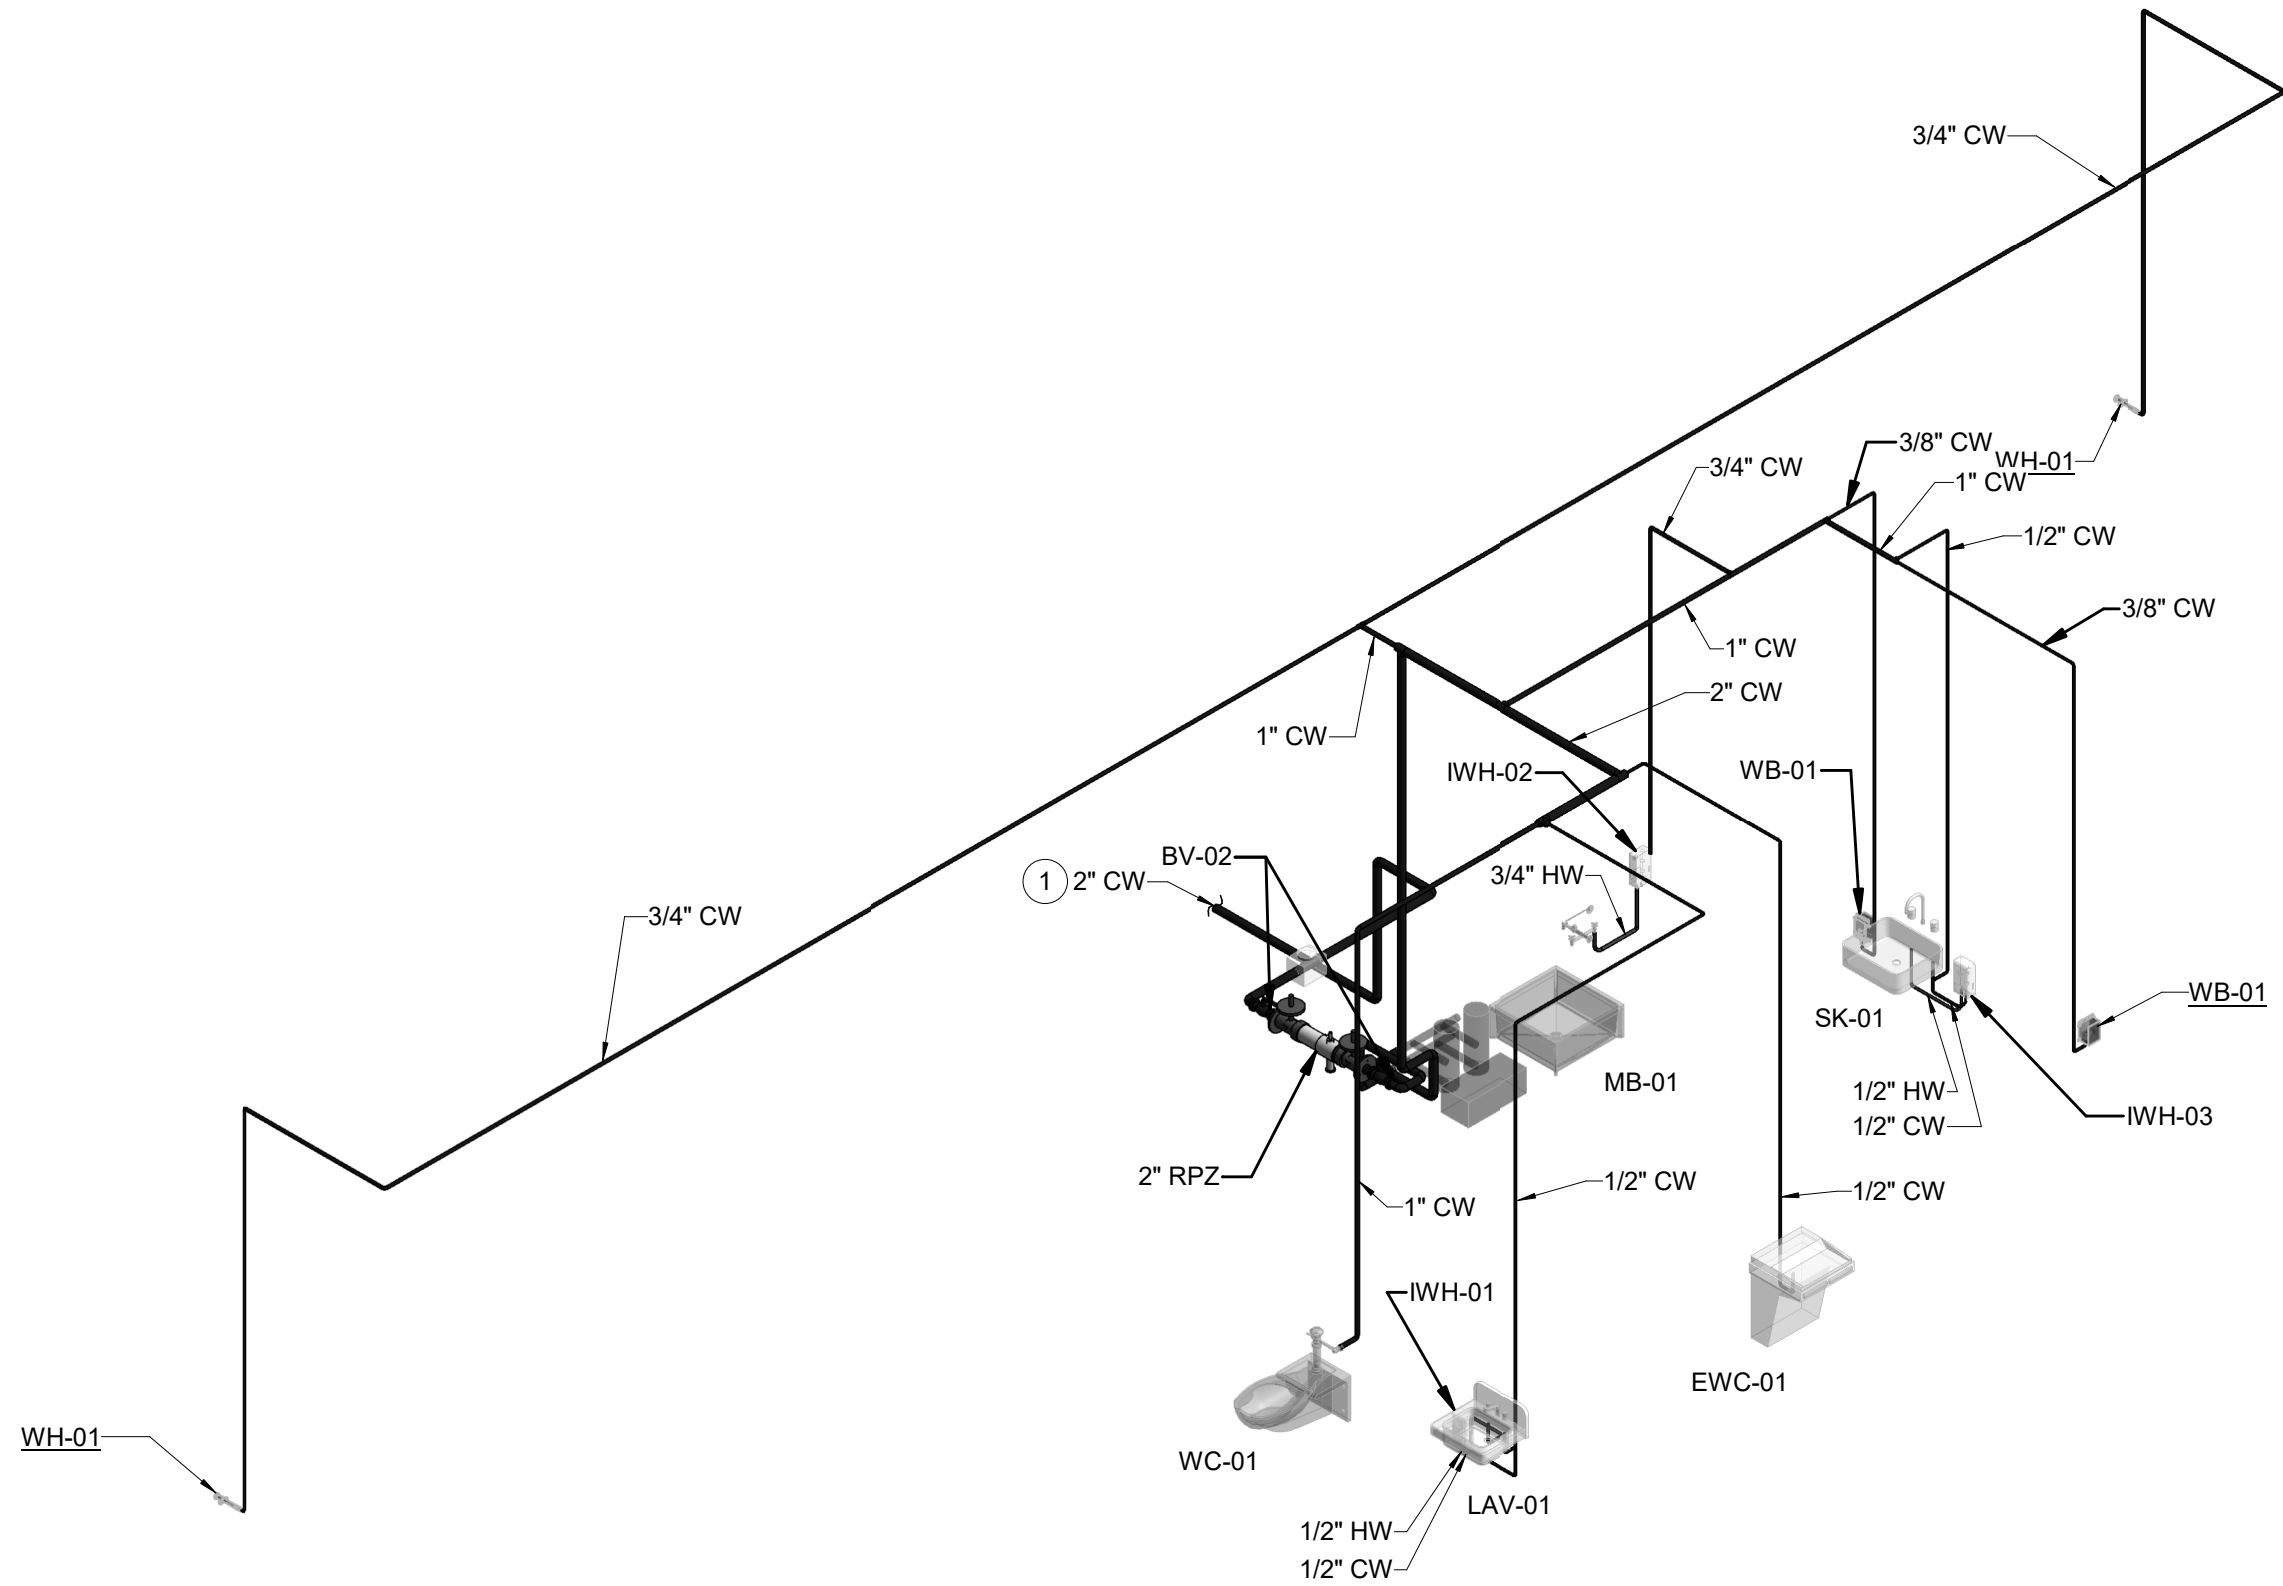 3/4" CW
3/8" CW
WH-01
3/4" CW
1" CW
1/2" CW
3/8" CW
1" CW
2" CW
1" CW
IWH-02
WB-01
BV-02
1 2" CW
3/4" HW
3/4" CW
WB-01
SK-01
MB-01
1/2" HW
IWH-03
1/2" CW
2" RPZ
1/2" CW
1/2" CW
1" CW
IWH-01
EWC-01
WH-01
WC-01
LAV-01
1/2" HW
1/2" CW